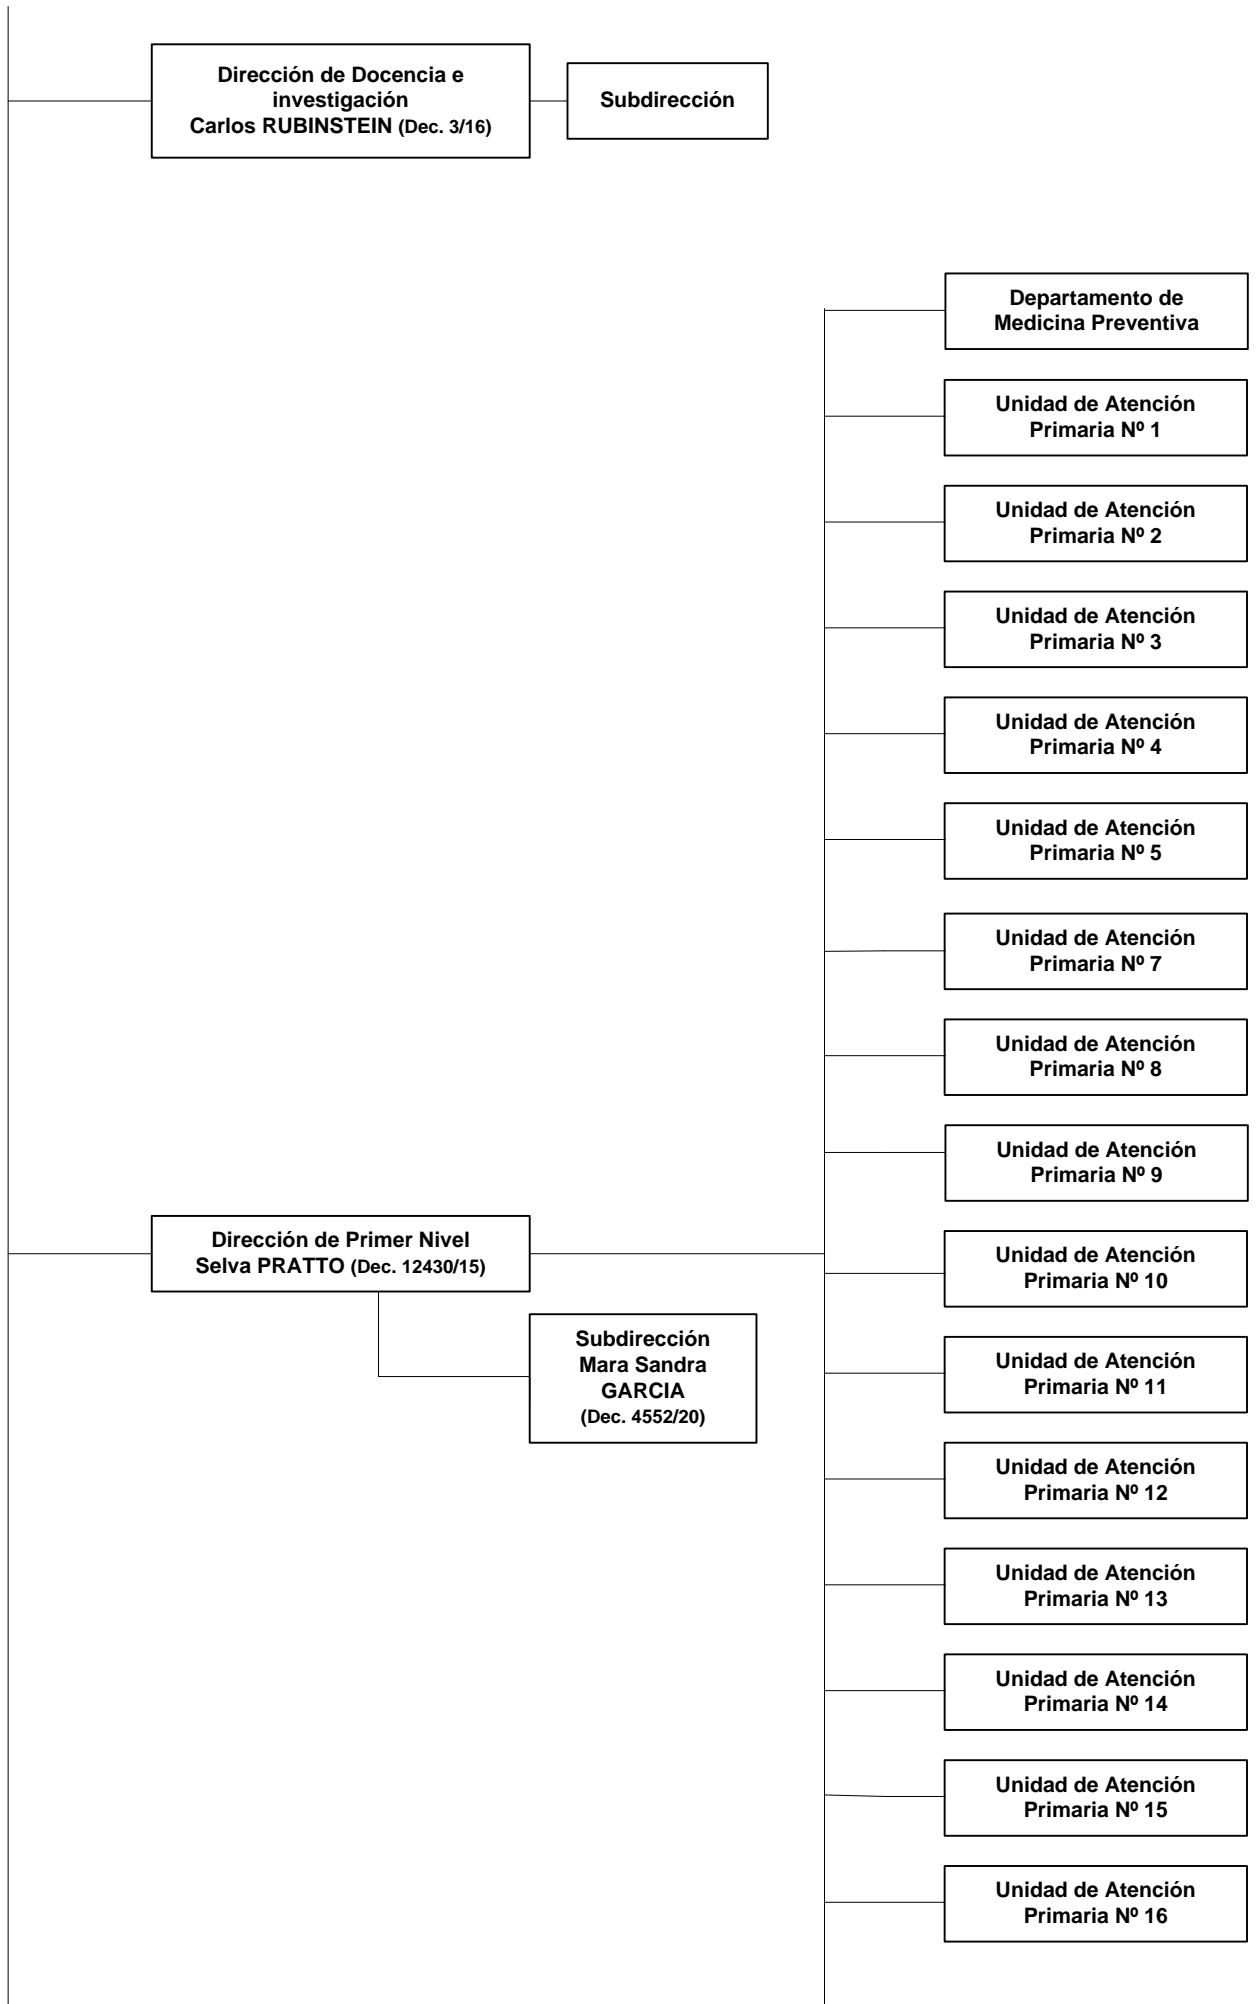 Dirección de Docencia e
investigación
Carlos RUBINSTEIN (Dec. 3/16)
Subdirección
Departamento de
Medicina Preventiva
Unidad de Atención
Primaria Nº 1
Unidad de Atención
Primaria Nº 2
Unidad de Atención
Primaria Nº 3
Unidad de Atención
Primaria Nº 4
Unidad de Atención
Primaria Nº 5
Unidad de Atención
Primaria Nº 7
Unidad de Atención
Primaria Nº 8
Unidad de Atención
Primaria Nº 9
Dirección de Primer Nivel
Selva PRATTO (Dec. 12430/15)
Subdirección
Mara Sandra
GARCIA
(Dec. 4552/20)
Unidad de Atención
Primaria Nº 10
Unidad de Atención
Primaria Nº 11
Unidad de Atención
Primaria Nº 12
Unidad de Atención
Primaria Nº 13
Unidad de Atención
Primaria Nº 14
Unidad de Atención
Primaria Nº 15
Unidad de Atención
Primaria Nº 16